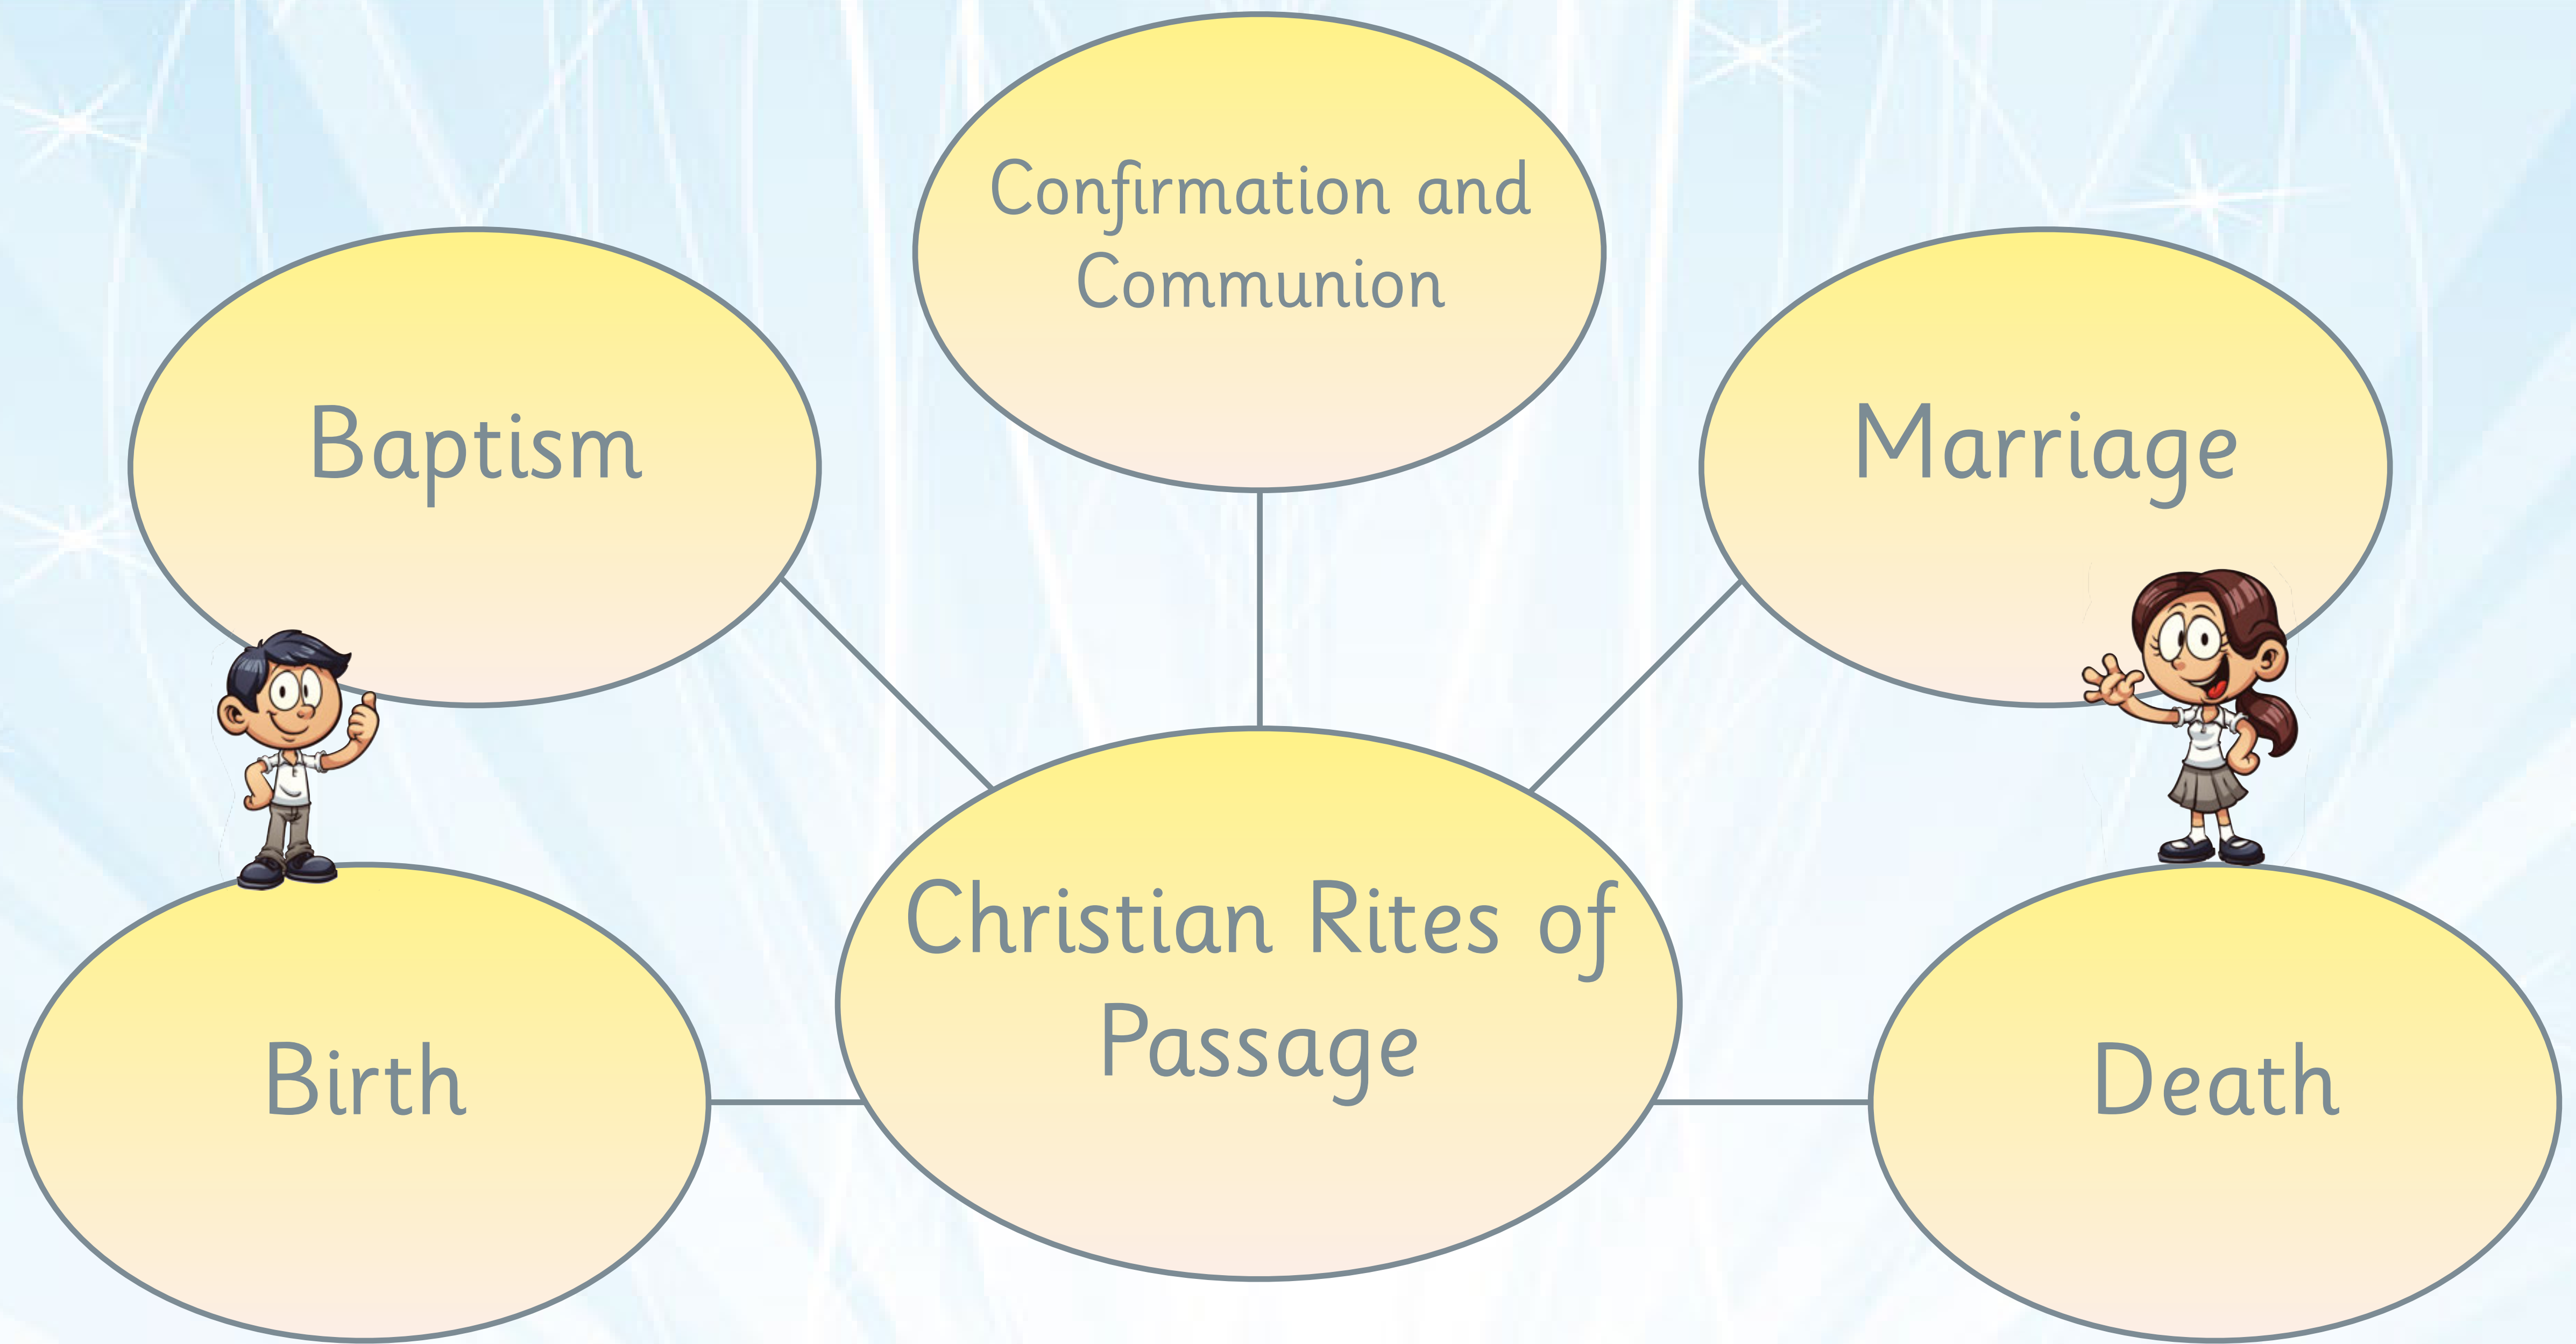 Confirmation and
Communion
Baptism
Marriage
Christian Rites of
Passage
Birth
Death